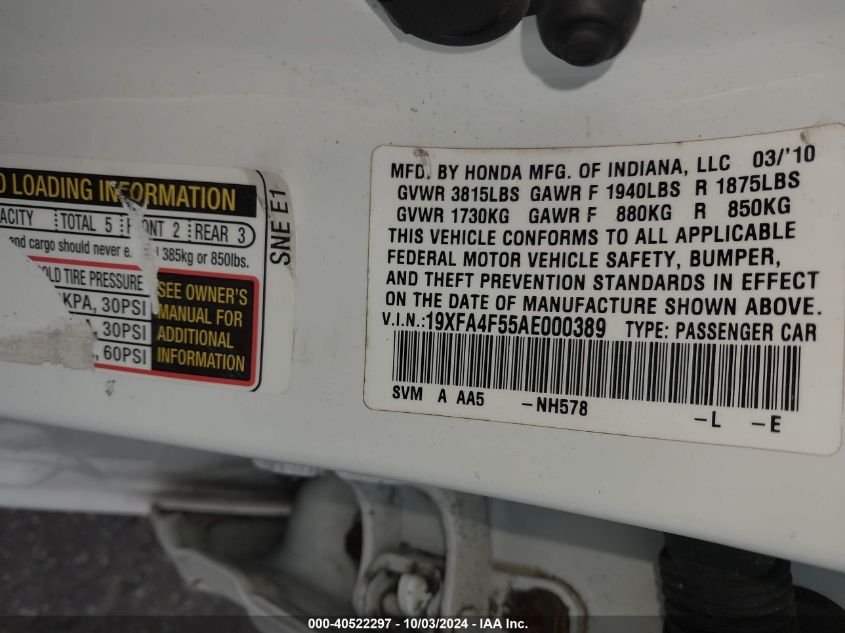 O LOADING INFORMATION
ACITY TOTAL 5 ONT 2 REAR 3
and cargo should never e 385kg or 850lbs.
OLD TIRE PRESSURE
KPA, 30PSI
A, 30PSI
, 60PSI
SEE OWNER'S
MANUAL FOR
ADDITIONAL
INFORMATION
SNE E1
MFD. BY HONDA MFG. OF INDIANA, LLC 03/'10
GVWR 3815LBS GAWR F 1940LBS R 1875LBS
GVWR 1730KG GAWR F 880KG R 850KG
THIS VEHICLE CONFORMS TO ALL APPLICABLE
FEDERAL MOTOR VEHICLE SAFETY, BUMPER,
AND THEFT PREVENTION STANDARDS IN EFFECT
ON THE DATE OF MANUFACTURE SHOWN ABOVE.
V.I.N.:19XFA4F55AE000389 TYPE: PASSENGER CAR
SVM A AA5 -NH578 -L -E
000-40522297 - 10/03/2024 - IAA Inc.